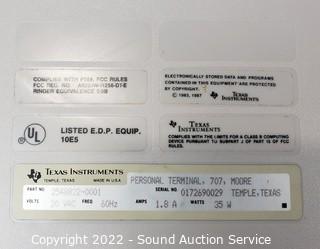 COMPLIES WITH P168, FCC RULES
FCC REG. NO.
RINGER EQUIVALENCE
ELECTRONICALLY STORED DATA AND PROGRAMS
CONTAINED IN THIS EQUIPMENT ARE PROTECTED
BY COPYRIGHT.
© 1983, 1987 TEXAS INSTRUMENTS
UL
LISTED E.D.P. EQUIP.
10E5
TEXAS INSTRUMENTS
COMPLIES WITH THE LIMITS FOR A CLASS B COMPUTING
DEVICE PURSUANT TO SUBPART J OF PART 15 OF FCC
RULES.
TEXAS INSTRUMENTS
TEMPLE, TEXAS MADE IN U.S.A.
PERSONAL TERMINAL, 707, MOORE
PART NO 2540822-0001 SERIAL NO 0172690029 TEMPLE,TEXAS
VOLTS VAC FREQ 60Hz AMPS 1.8 A WATTS 35 W
Copyright © 2022 - Sound Auction Service